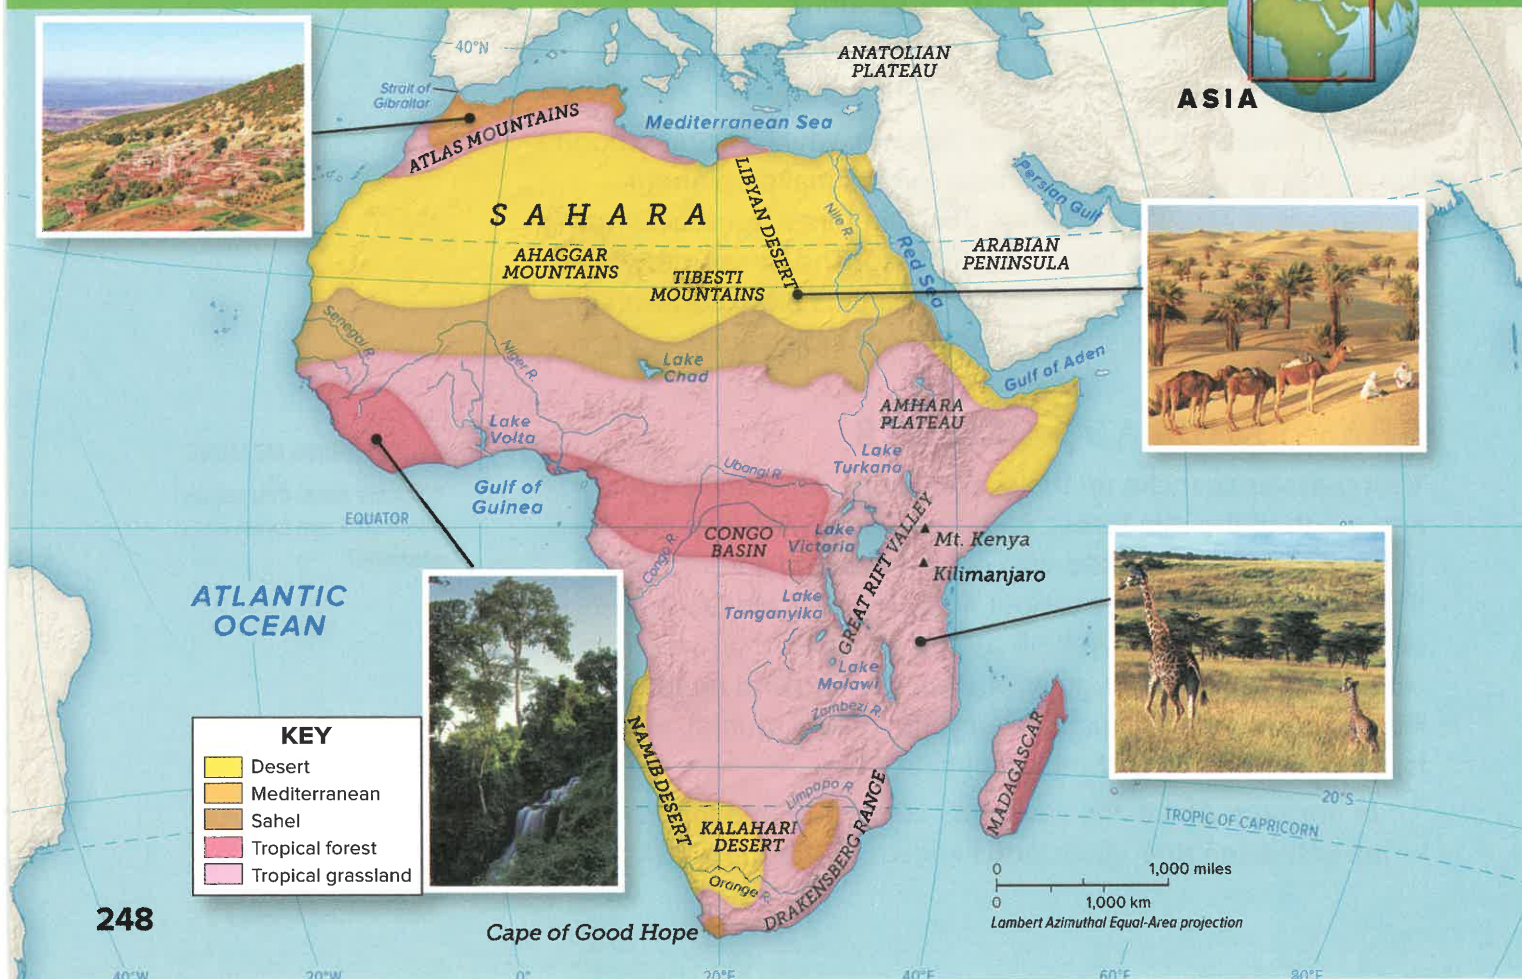 40°N
ANATOLIAN
PLATEAU
ASIA
Strait of
Gibraltar
Mediterranean Sea
ATLAS MOUNTAINS
Persian Gulf
SAHARA
LIBYAN DESERT
Nile R.
Red Sea
ARABIAN
PENINSULA
AHAGGAR
MOUNTAINS
TIBESTI
MOUNTAINS
Senegal R.
Niger R.
Lake
Chad
Gulf of Aden
AMHARA
PLATEAU
Lake
Volta
Lake
Turkana
Ubangi R.
Gulf of
Guinea
EQUATOR
0°
CONGO
BASIN
Congo R.
Lake
Victoria
GREAT RIFT VALLEY
Mt. Kenya
Kilimanjaro
ATLANTIC
OCEAN
Lake
Tanganyika
Lake
Malawi
Zambezi R.
NAMIB DESERT
MADAGASCAR
KEY
Desert
Mediterranean
Sahel
Tropical forest
Tropical grassland
Limpopo R.
KALAHARI
DESERT
DRAKENSBERG RANGE
Orange R.
20°S
TROPIC OF CAPRICORN
0 1,000 miles
0 1,000 km
Lambert Azimuthal Equal-Area projection
248
Cape of Good Hope
40°W
20°W
0°
20°E
40°E
60°E
80°E